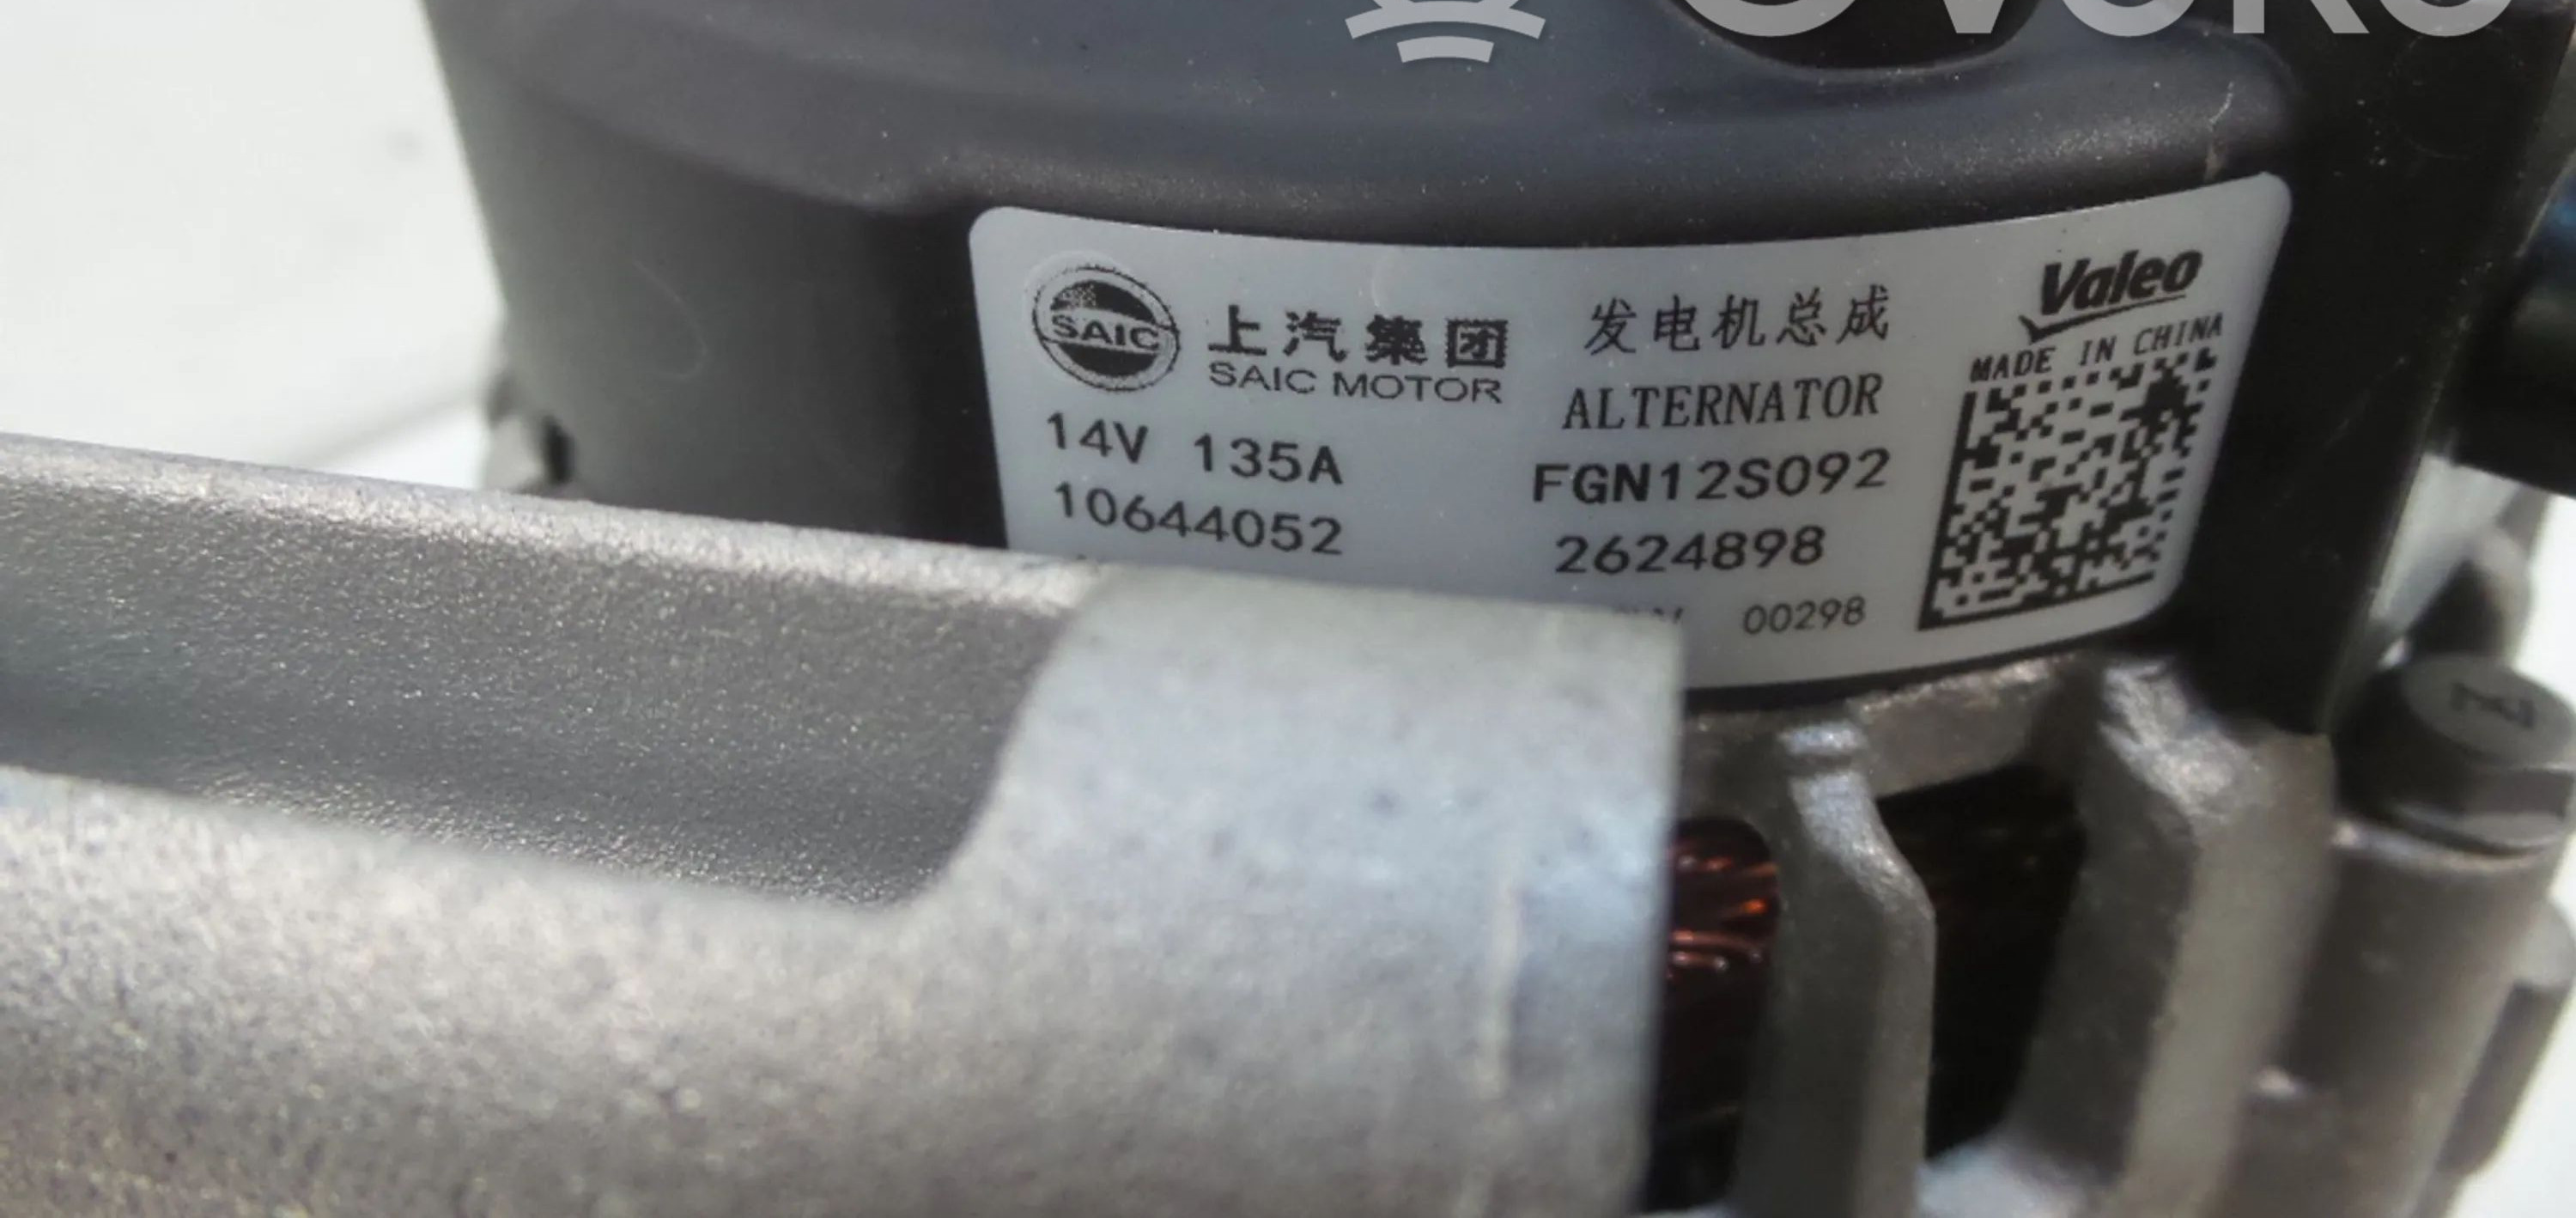 SAIC
上汽集团
SAIC MOTOR
14V 135A
10644052
发电机总成
ALTERNATOR
FGN12S092
2624898
00298
Valeo
MADE IN CHINA